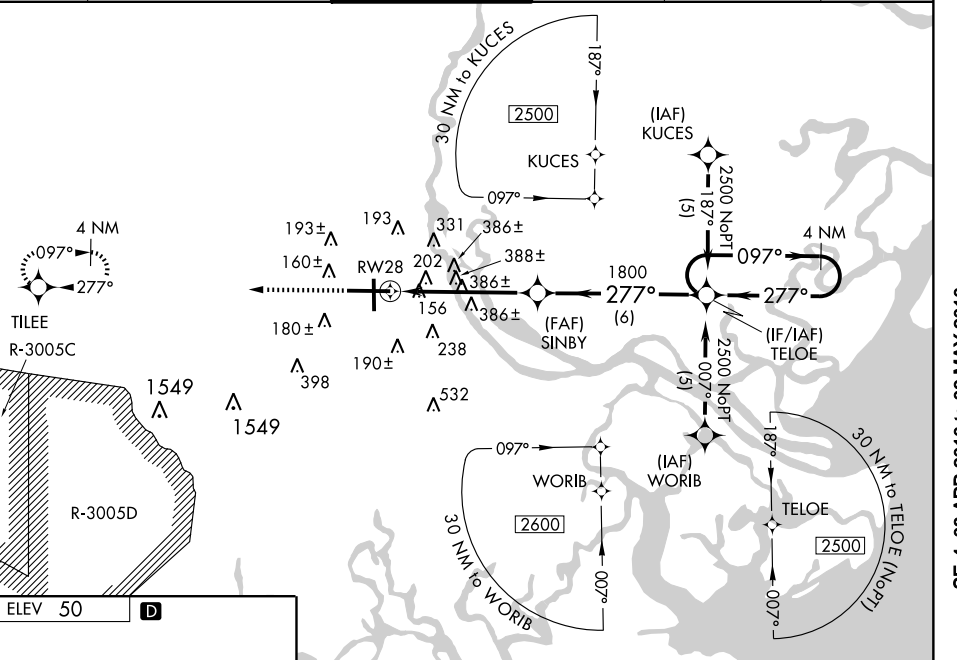 30 NM to KUCES
187°
2500
KUCES
097°
(IAF)
KUCES
2500 NoPT
187°
(5)
4 NM
097°
277°
TILEE
R-3005C
193±
193
331
386±
160±
RW28
202
388±
386±
156
386±
180±
190±
238
398
532
1549
1549
1800
277°
(6)
(FAF)
SINBY
097°
4 NM
277°
(IF/IAF)
TELOE
2500 NoPT
007°
(5)
(IAF)
WORIB
097°
WORIB
2600
007°
30 NM to WORIB
187°
TELOE
2500
007°
30 NM to TELOE (NoPT)
R-3005D
ELEV 50
D